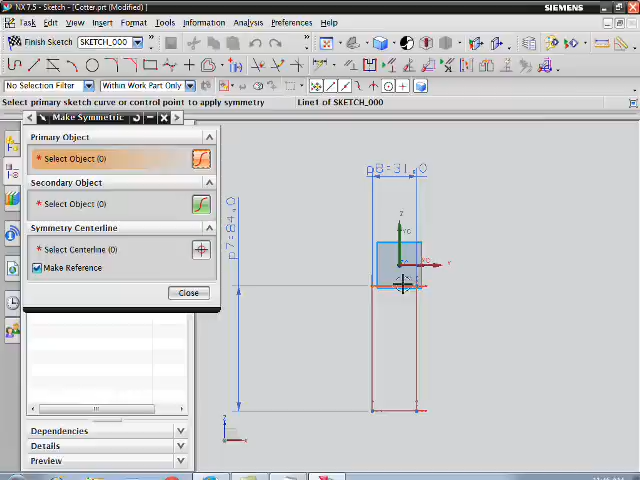 NX 7.5 - Sketch - [Cotter.prt (Modified) ]
SIEMENS
Task Edit View Insert Format Tools Information Analysis Preferences Help
Finish Sketch SKETCH_000
No Selection Filter Within Work Part Only
Select primary sketch curve or control point to apply symmetry
Line1 of SKETCH_000
Make Symmetric
Primary Object
* Select Object (0)
Secondary Object
* Select Object (0)
Symmetry Centerline
* Select Centerline (0)
Make Reference
Close
Dependencies
Details
Preview
p8=31.0
p7=84.0
Z
YC
XC
Y
Z